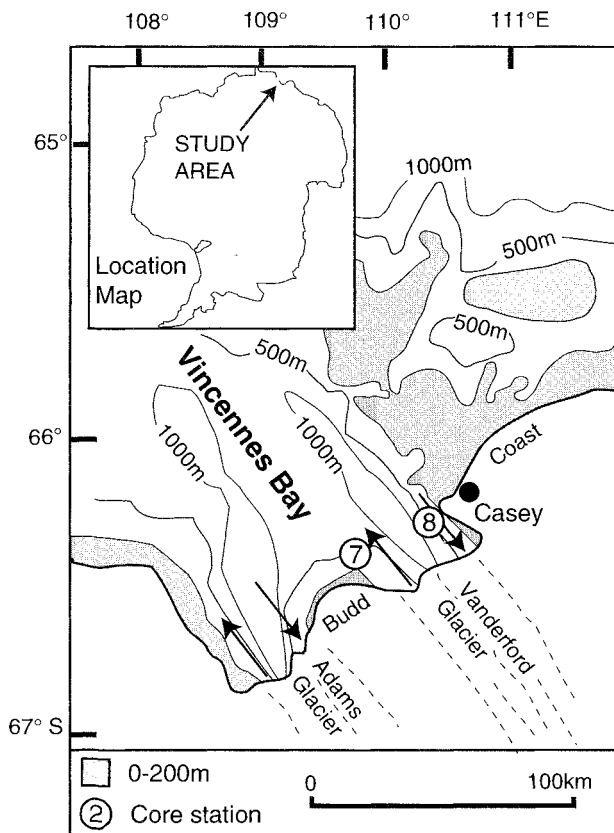 108°
109°
110°
111°E
65°
66°
67° S
STUDY
AREA
Location
Map
1000m
500m
500m
500m
1000m
1000m
Vincennes Bay
Coast
Casey
8
7
Budd
Vanderford
Glacier
Adams
Glacier
0-200m
2 Core station
0 100km